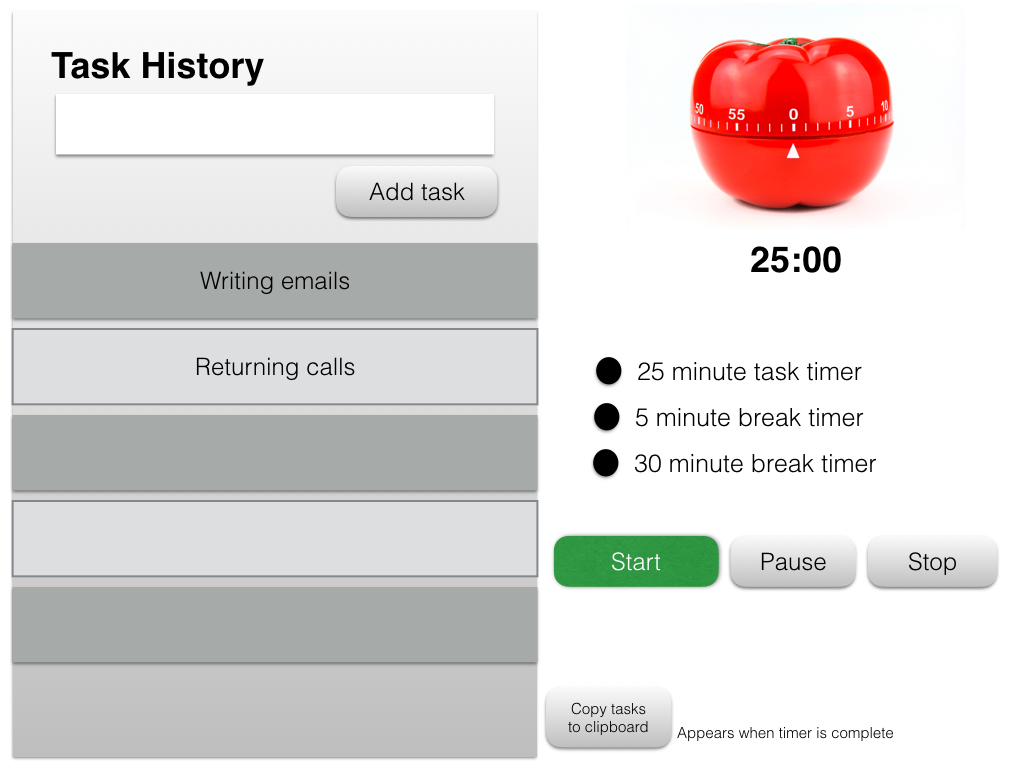 Task History
Add task
Writing emails
Returning calls
50 55 0 5 10
25:00
25 minute task timer
5 minute break timer
30 minute break timer
Start
Pause
Stop
Copy tasks
to clipboard
Appears when timer is complete